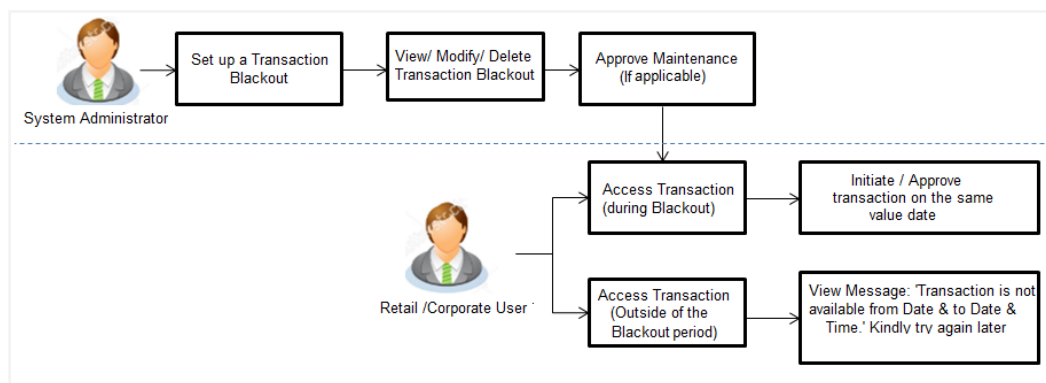 Set up a Transaction
Blackout
View/ Modify/ Delete
Transaction Blackout
Approve Maintenance
(If applicable)
System Administrator
Access Transaction
(during Blackout)
Initiate / Approve
transaction on the same
value date
Retail /Corporate User
Access Transaction
(Outside of the
Blackout period)
View Message: 'Transaction is not
available from Date & to Date &
Time.' Kindly try again later